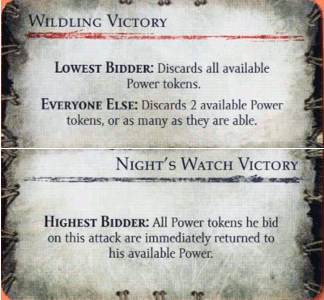 WILDLING VICTORY
LOWEST BIDDER: Discards all available
Power tokens.
EVERYONE ELSE: Discards 2 available Power
tokens, or as many as they are able.
NIGHT'S WATCH VICTORY
HIGHEST BIDDER: All Power tokens he bid
on this attack are immediately returned to
his available Power.